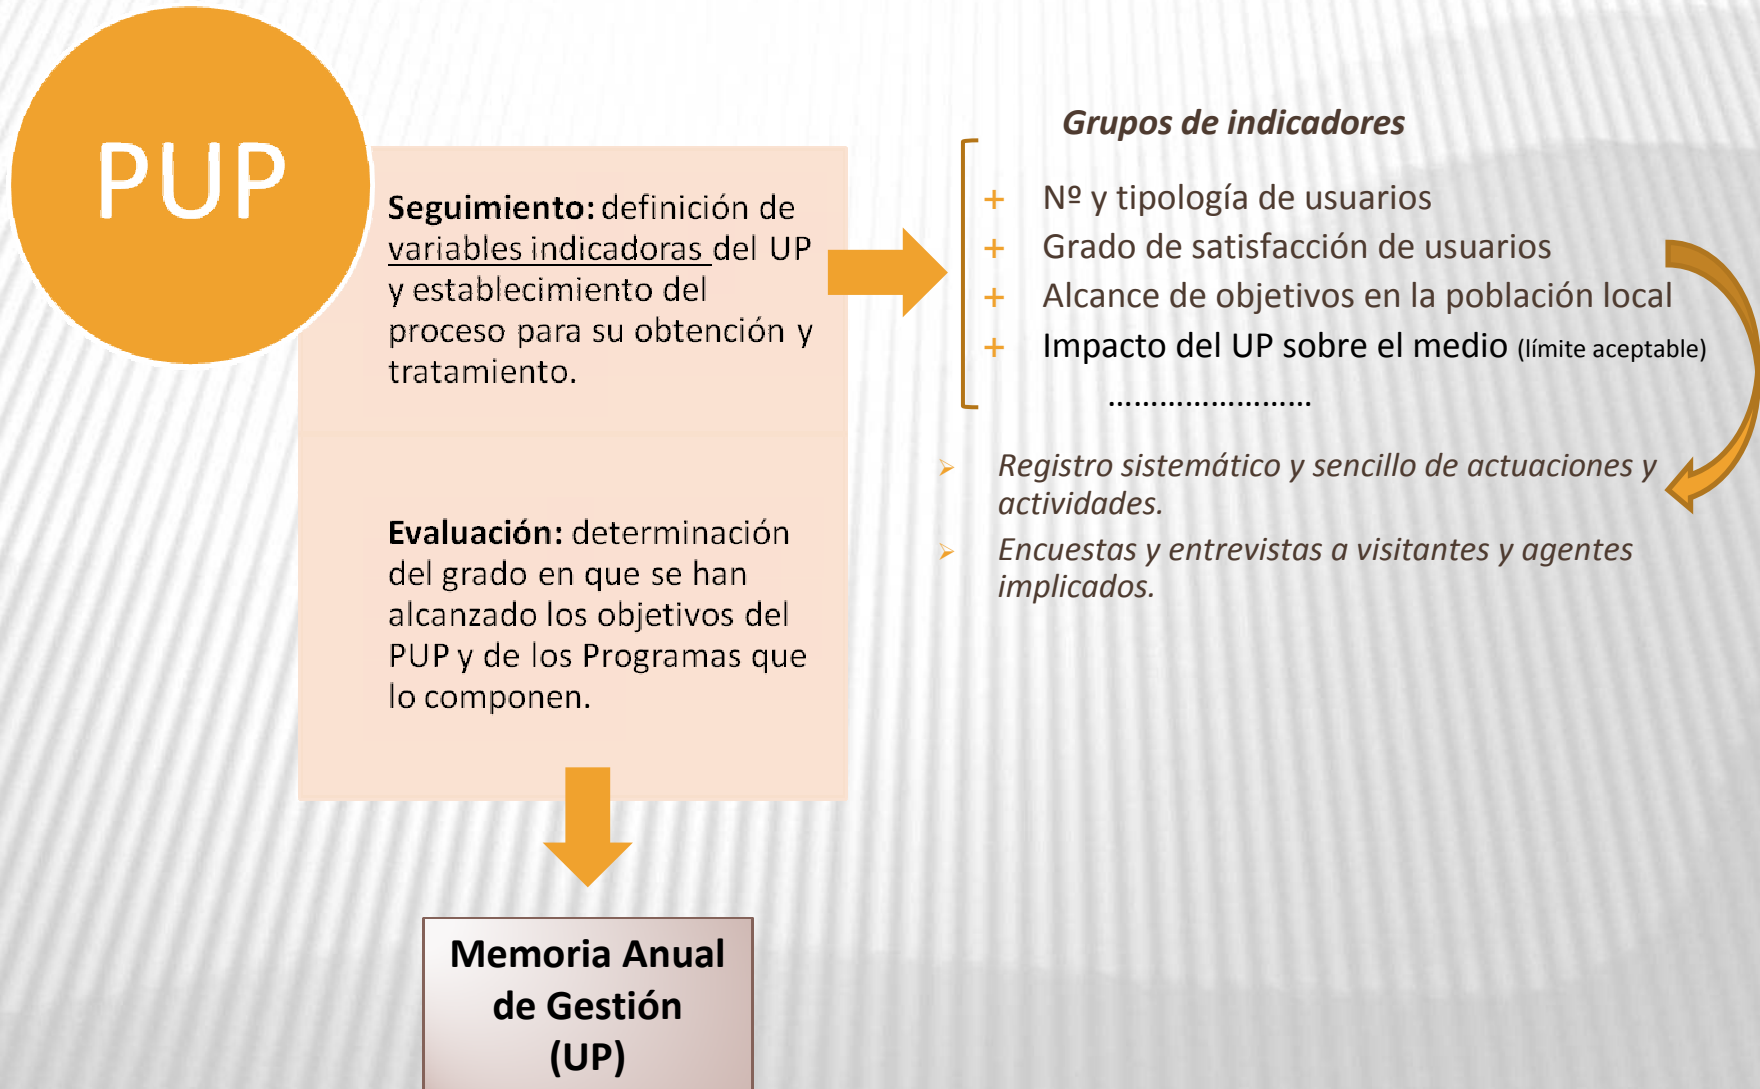 PUP
Seguimiento: definición de
variables indicadoras del UP
y establecimiento del
proceso para su obtención y
tratamiento.
Evaluación: determinación
del grado en que se han
alcanzado los objetivos del
PUP y de los Programas que
lo componen.
Memoria Anual
de Gestión
(UP)
Grupos de indicadores
+ Nº y tipología de usuarios
+ Grado de satisfacción de usuarios
+ Alcance de objetivos en la población local
+ Impacto del UP sobre el medio (límite aceptable)
........................
➢ Registro sistemático y sencillo de actuaciones y
actividades.
➢ Encuestas y entrevistas a visitantes y agentes
implicados.